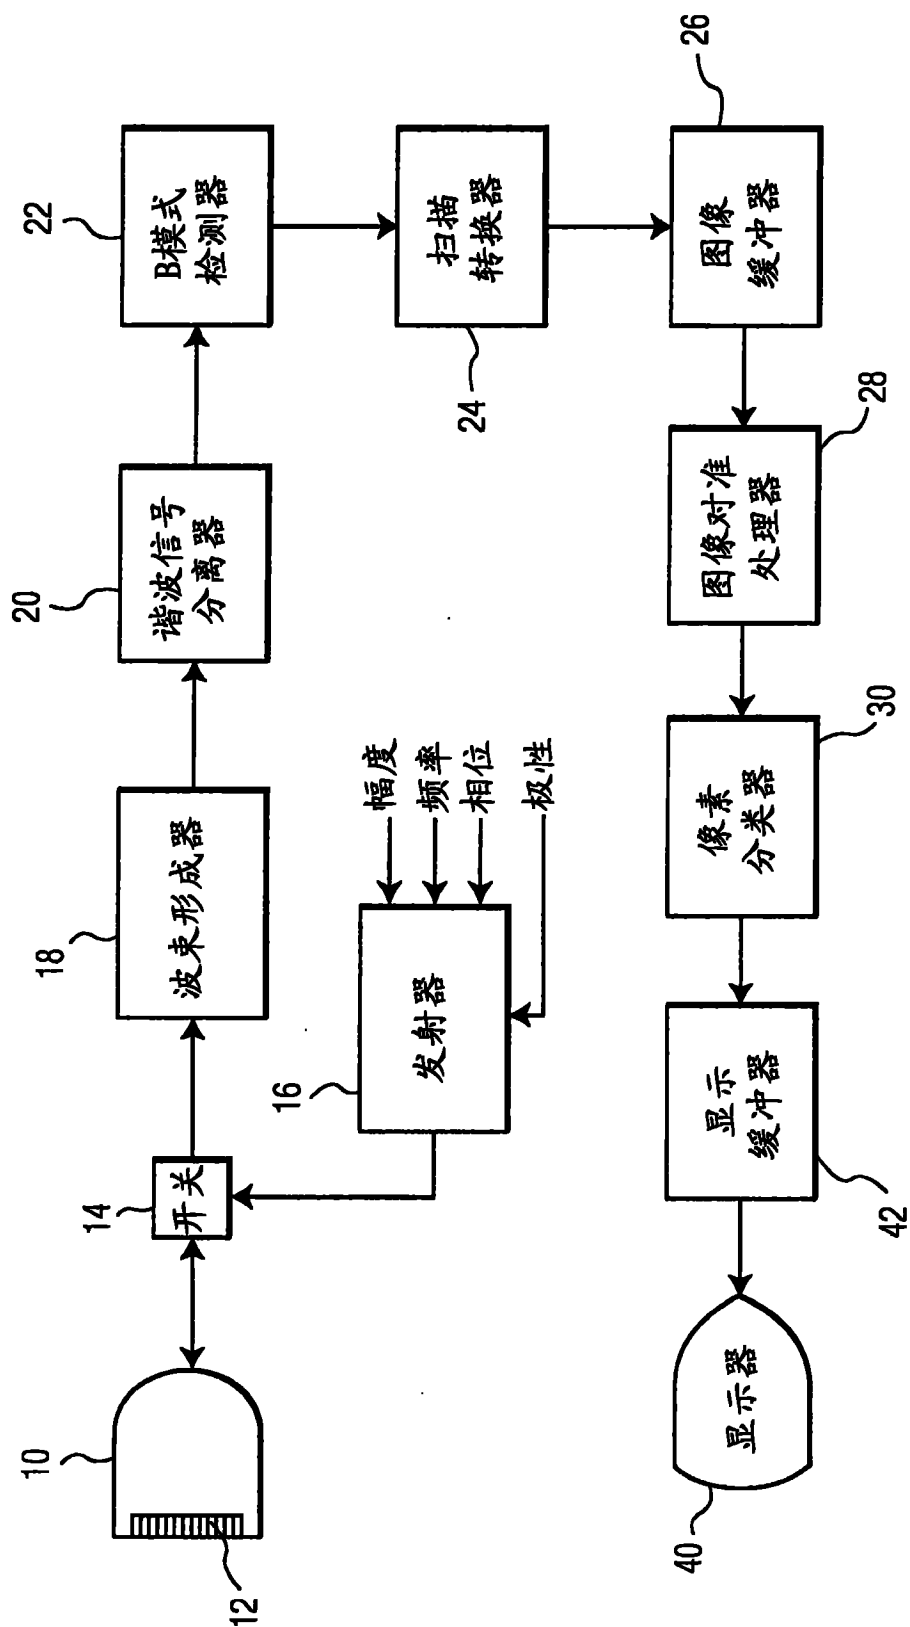 10
12
14
开关
18
波束形成器
20
谐波信号
分离器
22
B模式
检测器
16
发射器
幅度
频率
相位
极性
24
扫描
转换器
26
图像
缓冲器
28
图像对准
处理器
30
像素
分类器
42
显示
缓冲器
40
显示器